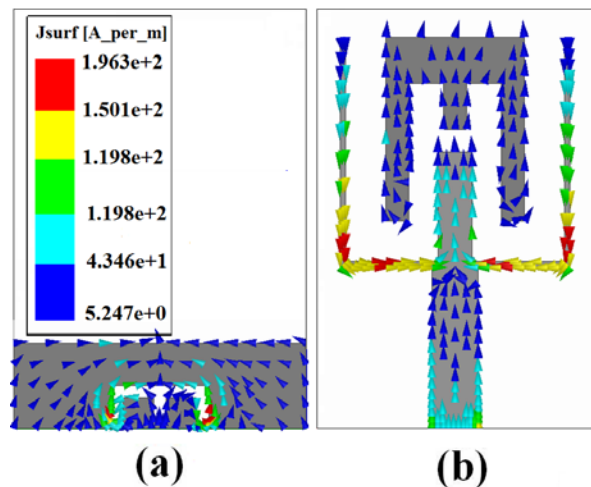 Jsurf [A_per_m]
1.963e+2
1.501e+2
1.198e+2
1.198e+2
4.346e+1
5.247e+0
(a)
(b)